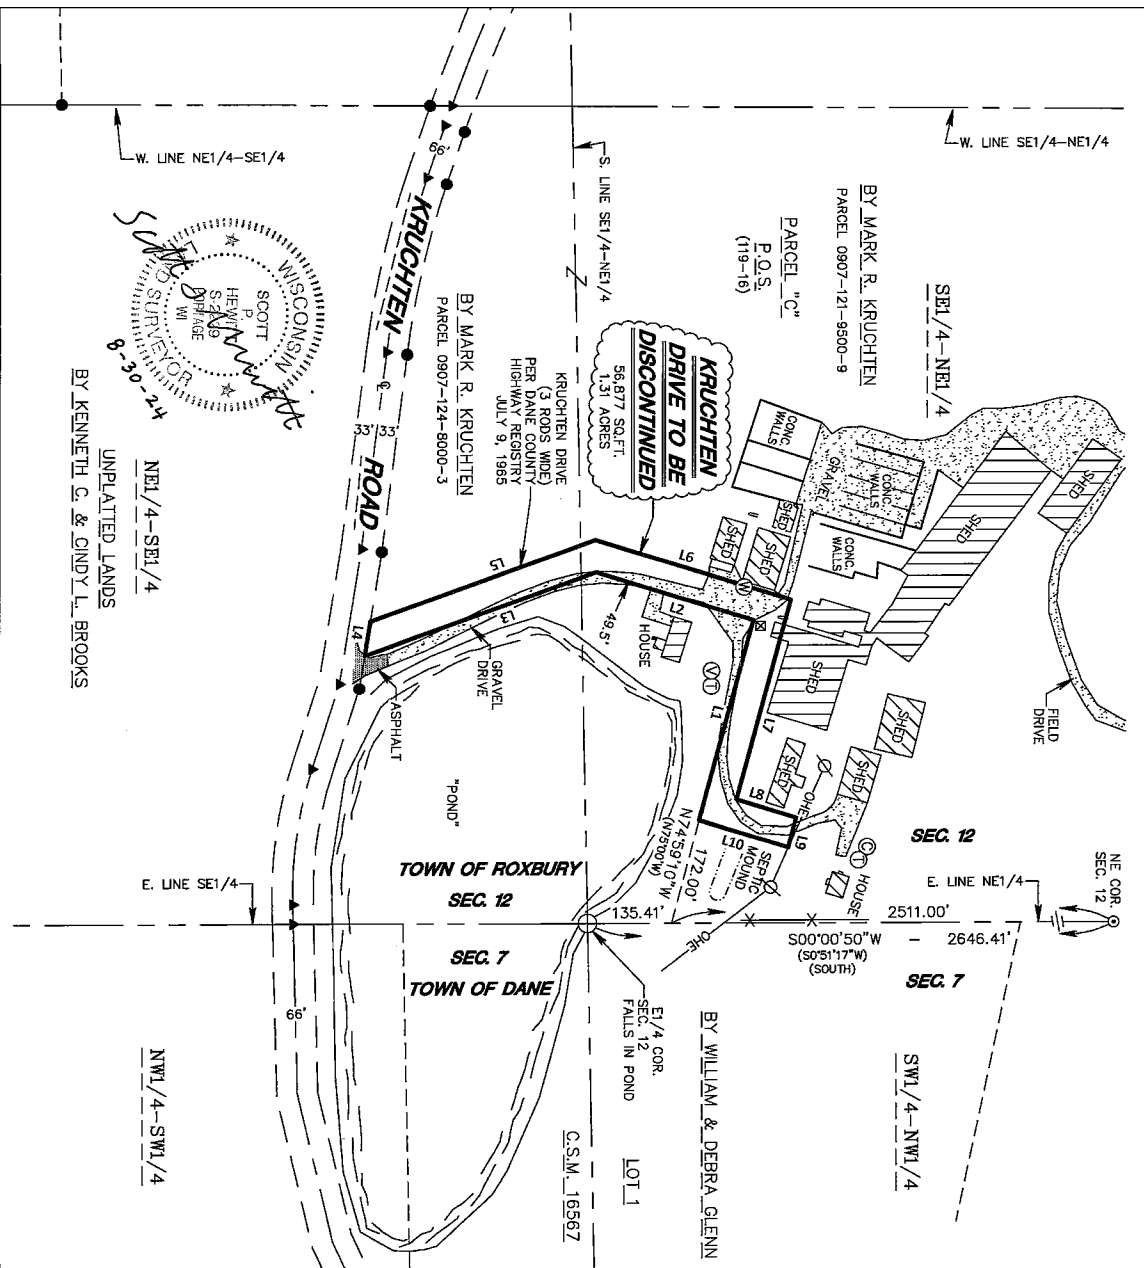 W. LINE NE1/4-SE1/4
W. LINE SE1/4-NE1/4
S. LINE SE1/4-NE1/4
BY MARK R. KRUCHTEN
PARCEL 0907-121-9500-9
PARCEL "C"
P.O.S.
(119-16)
SE1/4-NE1/4
66'
KRUCHTEN
ROAD
33'
33'
BY MARK R. KRUCHTEN
PARCEL 0907-124-8000-3
KRUCHTEN
DRIVE TO BE
DISCONTINUED
56,877 SQ.FT.
1.31 ACRES
KRUCHTEN DRIVE
(3 RODS WIDE)
PER DANE COUNTY
HIGHWAY REGISTRY
JULY 9, 1965
WISCONSIN
SCOTT
P.
PORTAGE
WI
SURVEYOR
8-30-24
NE1/4-SE1/4
UNPLATTED LANDS
BY KENNETH C. & CINDY L. BROOKS
CONC.
WALLS
GRAVEL
CONC.
WALLS
CONC.
WALLS
SHED
SHED
SHED
SHED
SHED
SHED
SHED
SHED
SHED
FIELD
DRIVE
W
L6
L5
L2
L3
L4
49.5'
HOUSE
V
T
L1
L7
L8
L9
L10
GRAVEL
DRIVE
ASPHALT
"POND"
OHE
OHE
SEPTIC
MOUND
C
T
HOUSE
172.00'
N74°59'10"W
(N75°00'W)
135.41'
TOWN OF ROXBURY
SEC. 12
SEC. 7
TOWN OF DANE
SEC. 12
SEC. 7
E. LINE SE1/4
E. LINE NE1/4
NE COR.
SEC. 12
2511.00'
S00°00'50"W - 2646.41'
(S0°51'17"W)
(SOUTH)
E1/4 COR.
SEC. 12
FALLS IN POND
66'
BY WILLIAM & DEBRA GLENN
LOT 1
C.S.M. 16567
SW1/4-NW1/4
NW1/4-SW1/4